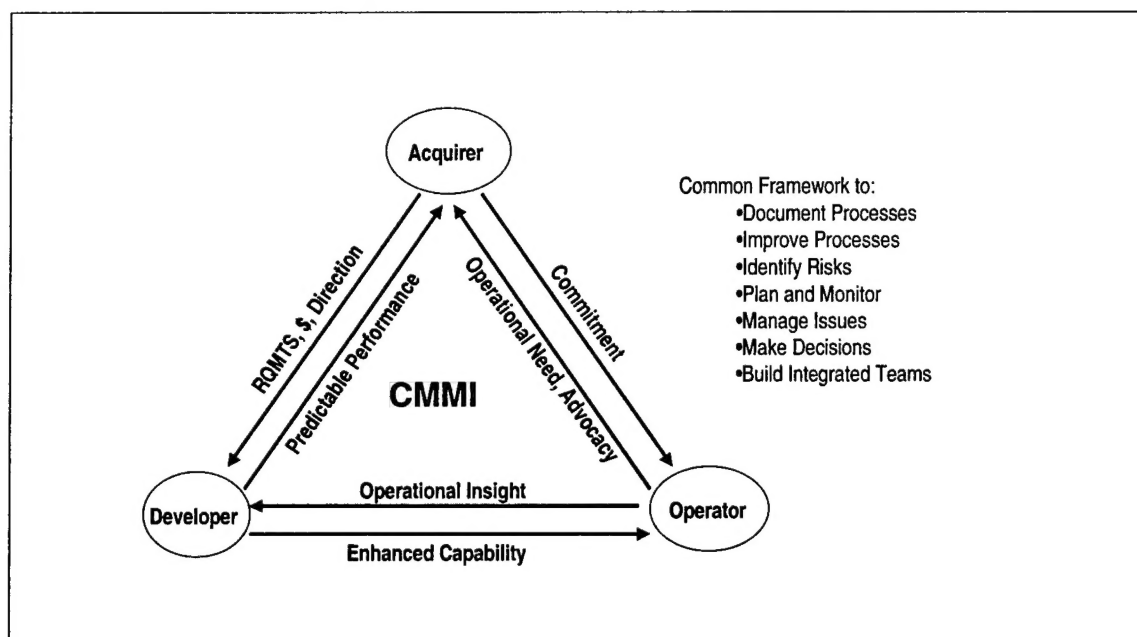 Acquirer
Common Framework to:
•Document Processes
•Improve Processes
•Identify Risks
•Plan and Monitor
•Manage Issues
•Make Decisions
•Build Integrated Teams
RQMTS, $, Direction
Predictable Performance
Operational Need, Advocacy
Commitment
CMMI
Developer
Operational Insight
Enhanced Capability
Operator